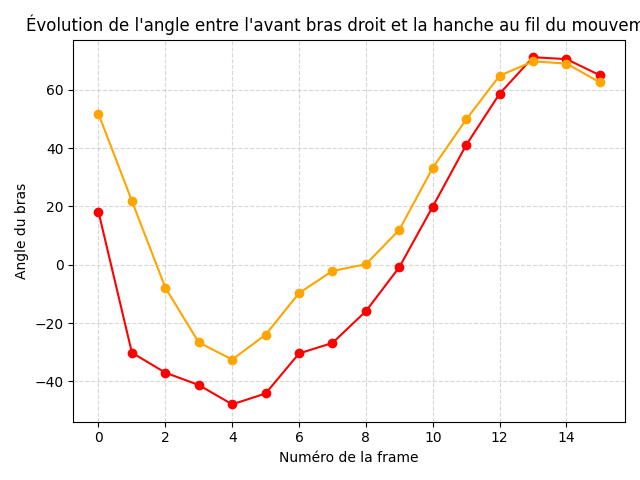 Évolution de l'angle entre l'avant bras droit et la hanche au fil du mouvem
60
40
20
0
−20
−40
Angle du bras
0 2 4 6 8 10 12 14
Numéro de la frame